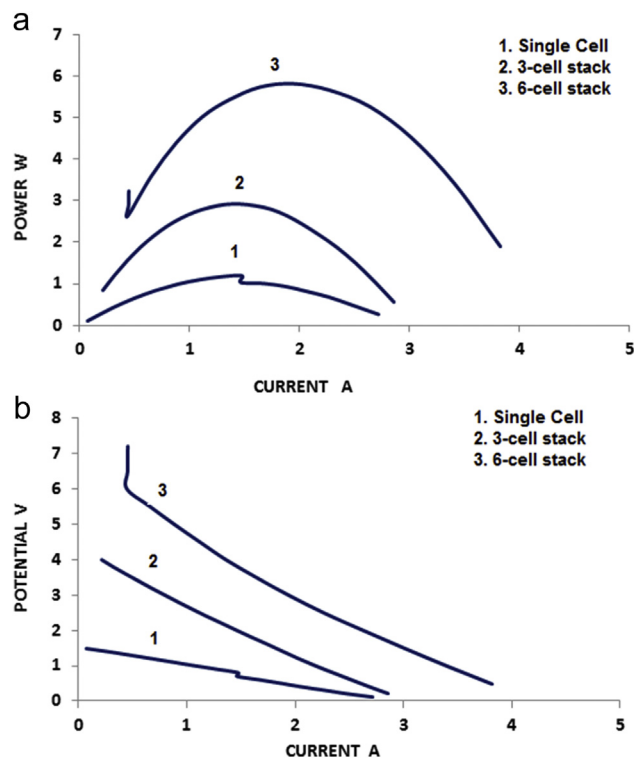 a
7
6
5
4
3
2
1
0
POWER W
1. Single Cell
2. 3-cell stack
3. 6-cell stack
3
2
1
0 1 2 3 4 5
CURRENT A
b
8
7
6
5
4
3
2
1
0
POTENTIAL V
1. Single Cell
2. 3-cell stack
3. 6-cell stack
3
2
1
0 1 2 3 4 5
CURRENT A